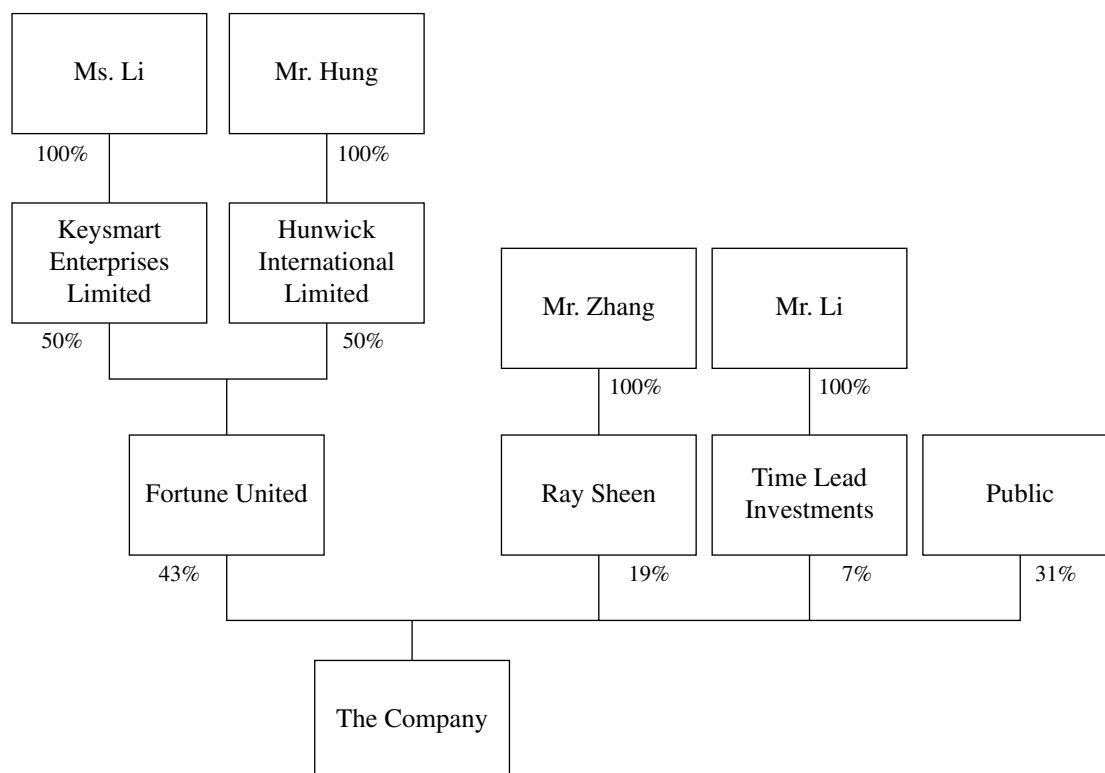 Ms. Li
Mr. Hung
100%
100%
Keysmart
Enterprises
Limited
Hunwick
International
Limited
Mr. Zhang
Mr. Li
50%
50%
100%
100%
Fortune United
Ray Sheen
Time Lead
Investments
Public
43%
19%
7%
31%
The Company